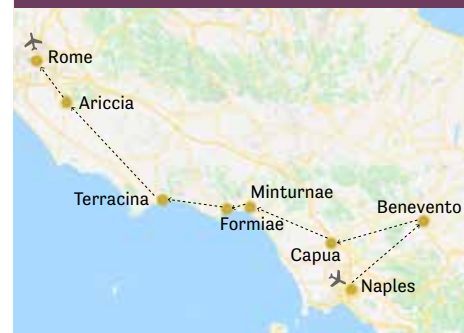 Rome
Ariccia
Terracina
Minturnae
Formiae
Benevento
Capua
Naples